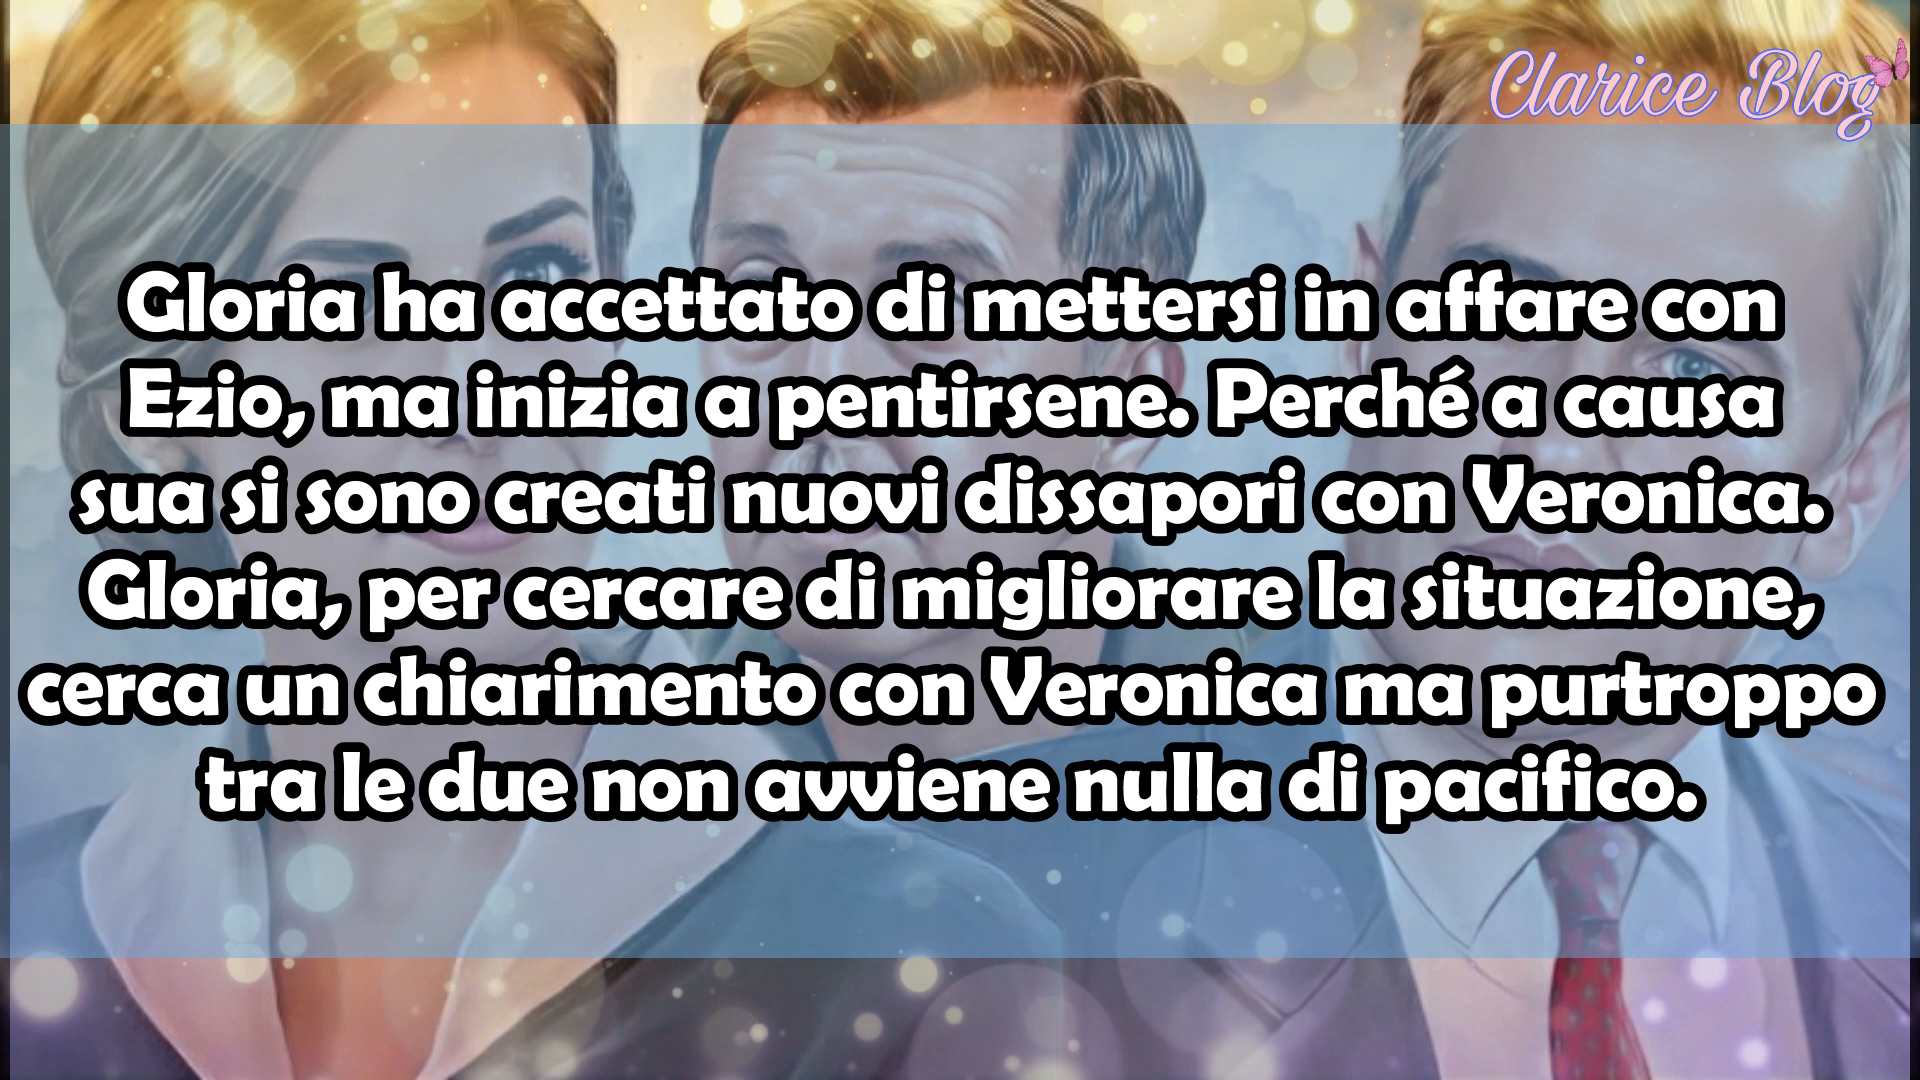 Clarice Blog
Gloria ha accettato di mettersi in affare con
Ezio, ma inizia a pentirsene. Perché a causa
sua si sono creati nuovi dissapori con Veronica.
Gloria, per cercare di migliorare la situazione,
cerca un chiarimento con Veronica ma purtroppo
tra le due non avviene nulla di pacifico.